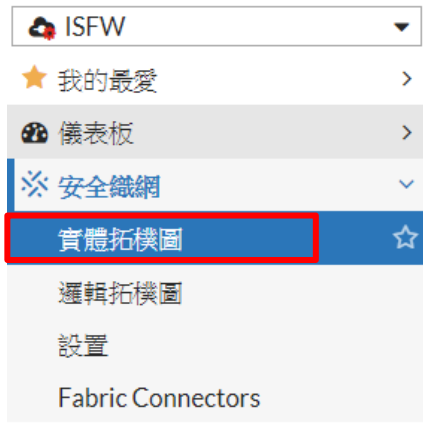 ISFW
我的最愛
儀表板
安全織網
實體拓樸圖
邏輯拓樸圖
設置
Fabric Connectors